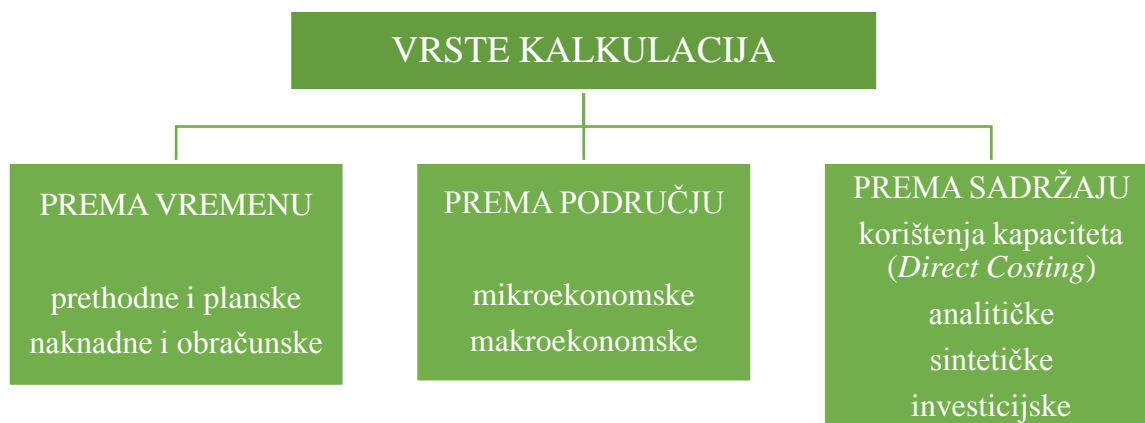 VRSTE KALKULACIJA
PREMA VREMENU
prethodne i planske
naknadne i obračunske
PREMA PODRUČJU
mikroekonomske
makroekonomske
PREMA SADRŽAJU
korištenja kapaciteta
(Direct Costing)
analitičke
sintetičke
investicijske